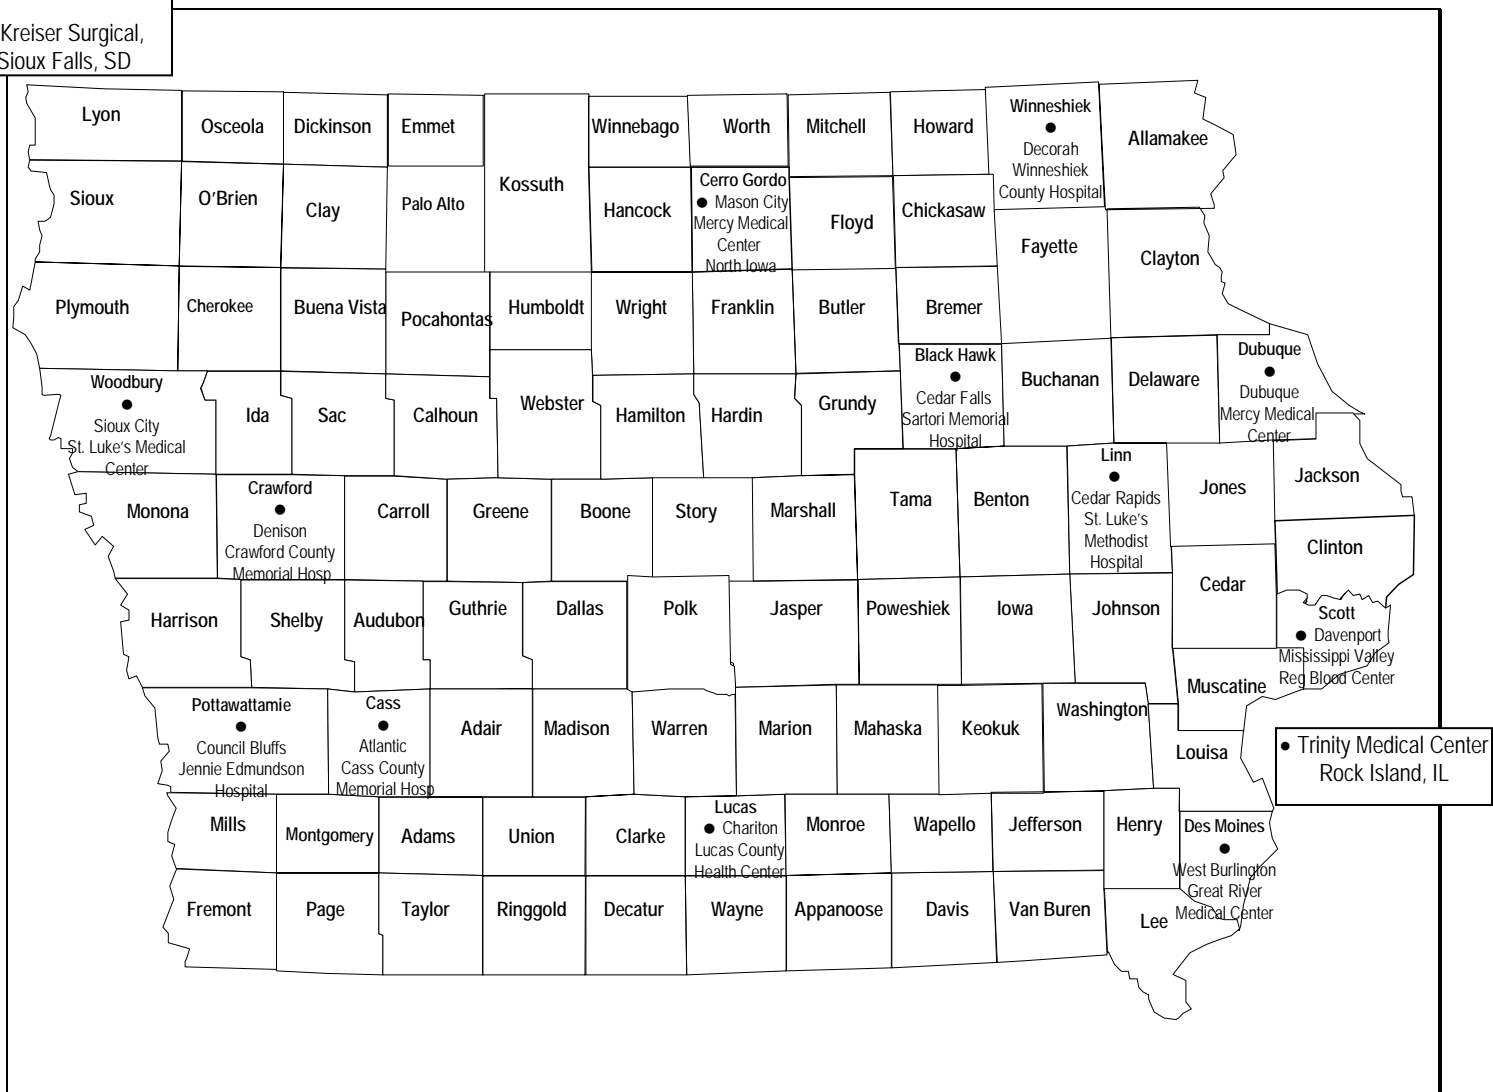 Kreiser Surgical,
Sioux Falls, SD
Lyon
Osceola
Dickinson
Emmet
Kossuth
Winnebago
Worth
Mitchell
Howard
Winneshiek
● Decorah
Winneshiek
County Hospital
Allamakee
Sioux
O'Brien
Clay
Palo Alto
Hancock
Cerro Gordo
● Mason City
Mercy Medical
Center
North Iowa
Floyd
Chickasaw
Fayette
Clayton
Plymouth
Cherokee
Buena Vista
Pocahontas
Humboldt
Wright
Franklin
Butler
Bremer
Woodbury
●
Sioux City
St. Luke's Medical
Center
Ida
Sac
Calhoun
Webster
Hamilton
Hardin
Grundy
Black Hawk
●
Cedar Falls
Sartori Memorial
Hospital
Buchanan
Delaware
Dubuque
●
Dubuque
Mercy Medical
Center
Monona
Crawford
●
Denison
Crawford County
Memorial Hosp
Carroll
Greene
Boone
Story
Marshall
Tama
Benton
Linn
●
Cedar Rapids
St. Luke's
Methodist
Hospital
Jones
Jackson
Clinton
Cedar
Harrison
Shelby
Audubon
Guthrie
Dallas
Polk
Jasper
Poweshiek
Iowa
Johnson
Scott
● Davenport
Mississippi Valley
Reg Blood Center
Muscatine
Pottawattamie
●
Council Bluffs
Jennie Edmundson
Hospital
Cass
●
Atlantic
Cass County
Memorial Hosp
Adair
Madison
Warren
Marion
Mahaska
Keokuk
Washington
Louisa
● Trinity Medical Center
Rock Island, IL
Mills
Montgomery
Adams
Union
Clarke
Lucas
● Chariton
Lucas County
Health Center
Monroe
Wapello
Jefferson
Henry
Des Moines
●
West Burlington
Great River
Medical Center
Fremont
Page
Taylor
Ringgold
Decatur
Wayne
Appanoose
Davis
Van Buren
Lee